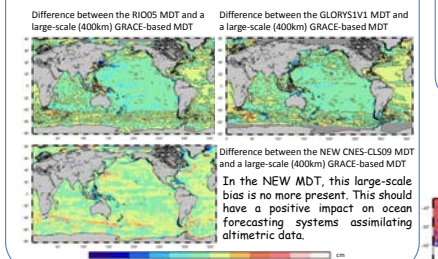 Difference between the RIO05 MDT and a
large-scale (400km) GRACE-based MDT
Difference between the GLORYS1V1 MDT and
a large-scale (400km) GRACE-based MDT
Difference between the NEW CNES-CLS09 MDT
and a large-scale (400km) GRACE-based MDT
In the NEW MDT, this large-scale
bias is no more present. This should
have a positive impact on ocean
forecasting systems assimilating
altimetric data.
cm